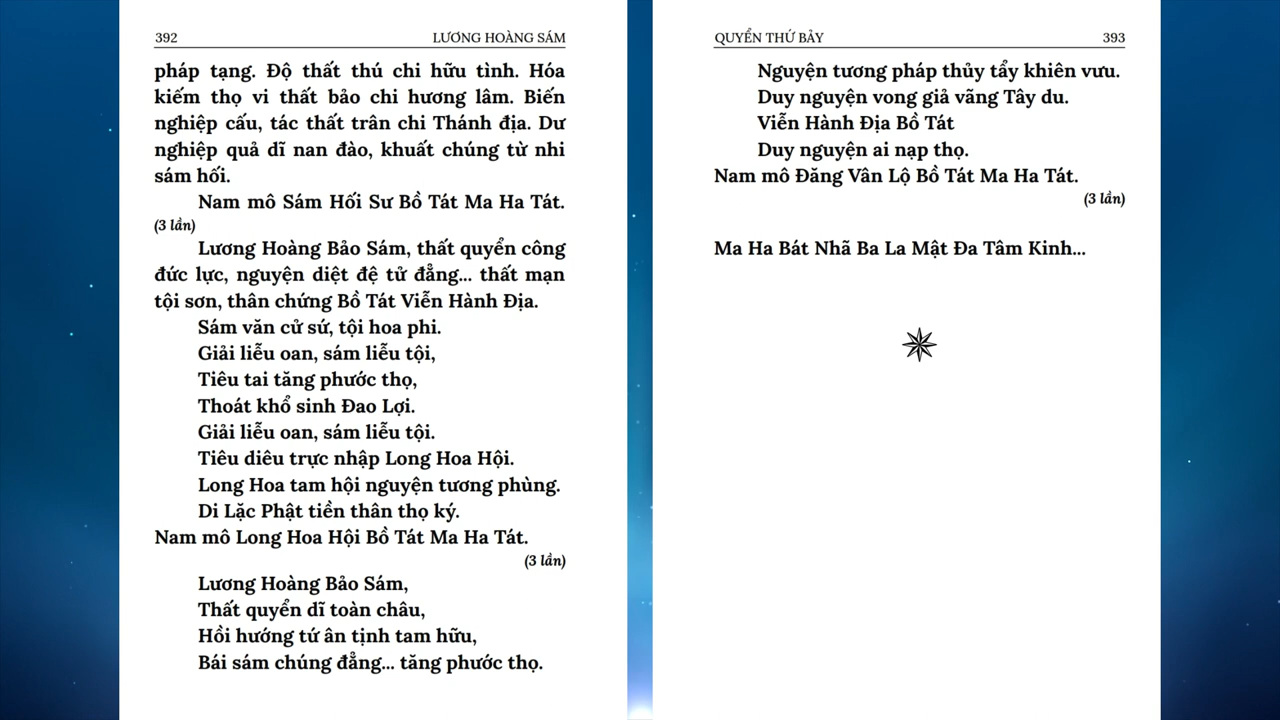 392 LƯƠNG HOÀNG SÁM
pháp tạng. Độ thất thú chi hữu tình. Hóa
kiếm thọ vi thất bảo chi hương lâm. Biến
nghiệp cấu, tác thất trân chi Thánh địa. Dư
nghiệp quả dĩ nan đào, khuất chúng từ nhi
sám hối.
Nam mô Sám Hối Sư Bồ Tát Ma Ha Tát.
(3 lần)
Lương Hoàng Bảo Sám, thất quyển công
đức lực, nguyện diệt đệ tử đẳng... thất mạn
tội sơn, thân chứng Bồ Tát Viễn Hành Địa.
Sám văn cử sứ, tội hoa phi.
Giải liễu oan, sám liễu tội,
Tiêu tai tăng phước thọ,
Thoát khổ sinh Đao Lợi.
Giải liễu oan, sám liễu tội.
Tiêu diêu trực nhập Long Hoa Hội.
Long Hoa tam hội nguyện tương phùng.
Di Lặc Phật tiền thân thọ ký.
Nam mô Long Hoa Hội Bồ Tát Ma Ha Tát.
(3 lần)
Lương Hoàng Bảo Sám,
Thất quyển dĩ toàn châu,
Hồi hướng tứ ân tịnh tam hữu,
Bái sám chúng đẳng... tăng phước thọ.
QUYỂN THỨ BẢY 393
Nguyện tương pháp thủy tẩy khiên vưu.
Duy nguyện vong giả vãng Tây du.
Viễn Hành Địa Bồ Tát
Duy nguyện ai nạp thọ.
Nam mô Đăng Vân Lộ Bồ Tát Ma Ha Tát.
(3 lần)
Ma Ha Bát Nhã Ba La Mật Đa Tâm Kinh...